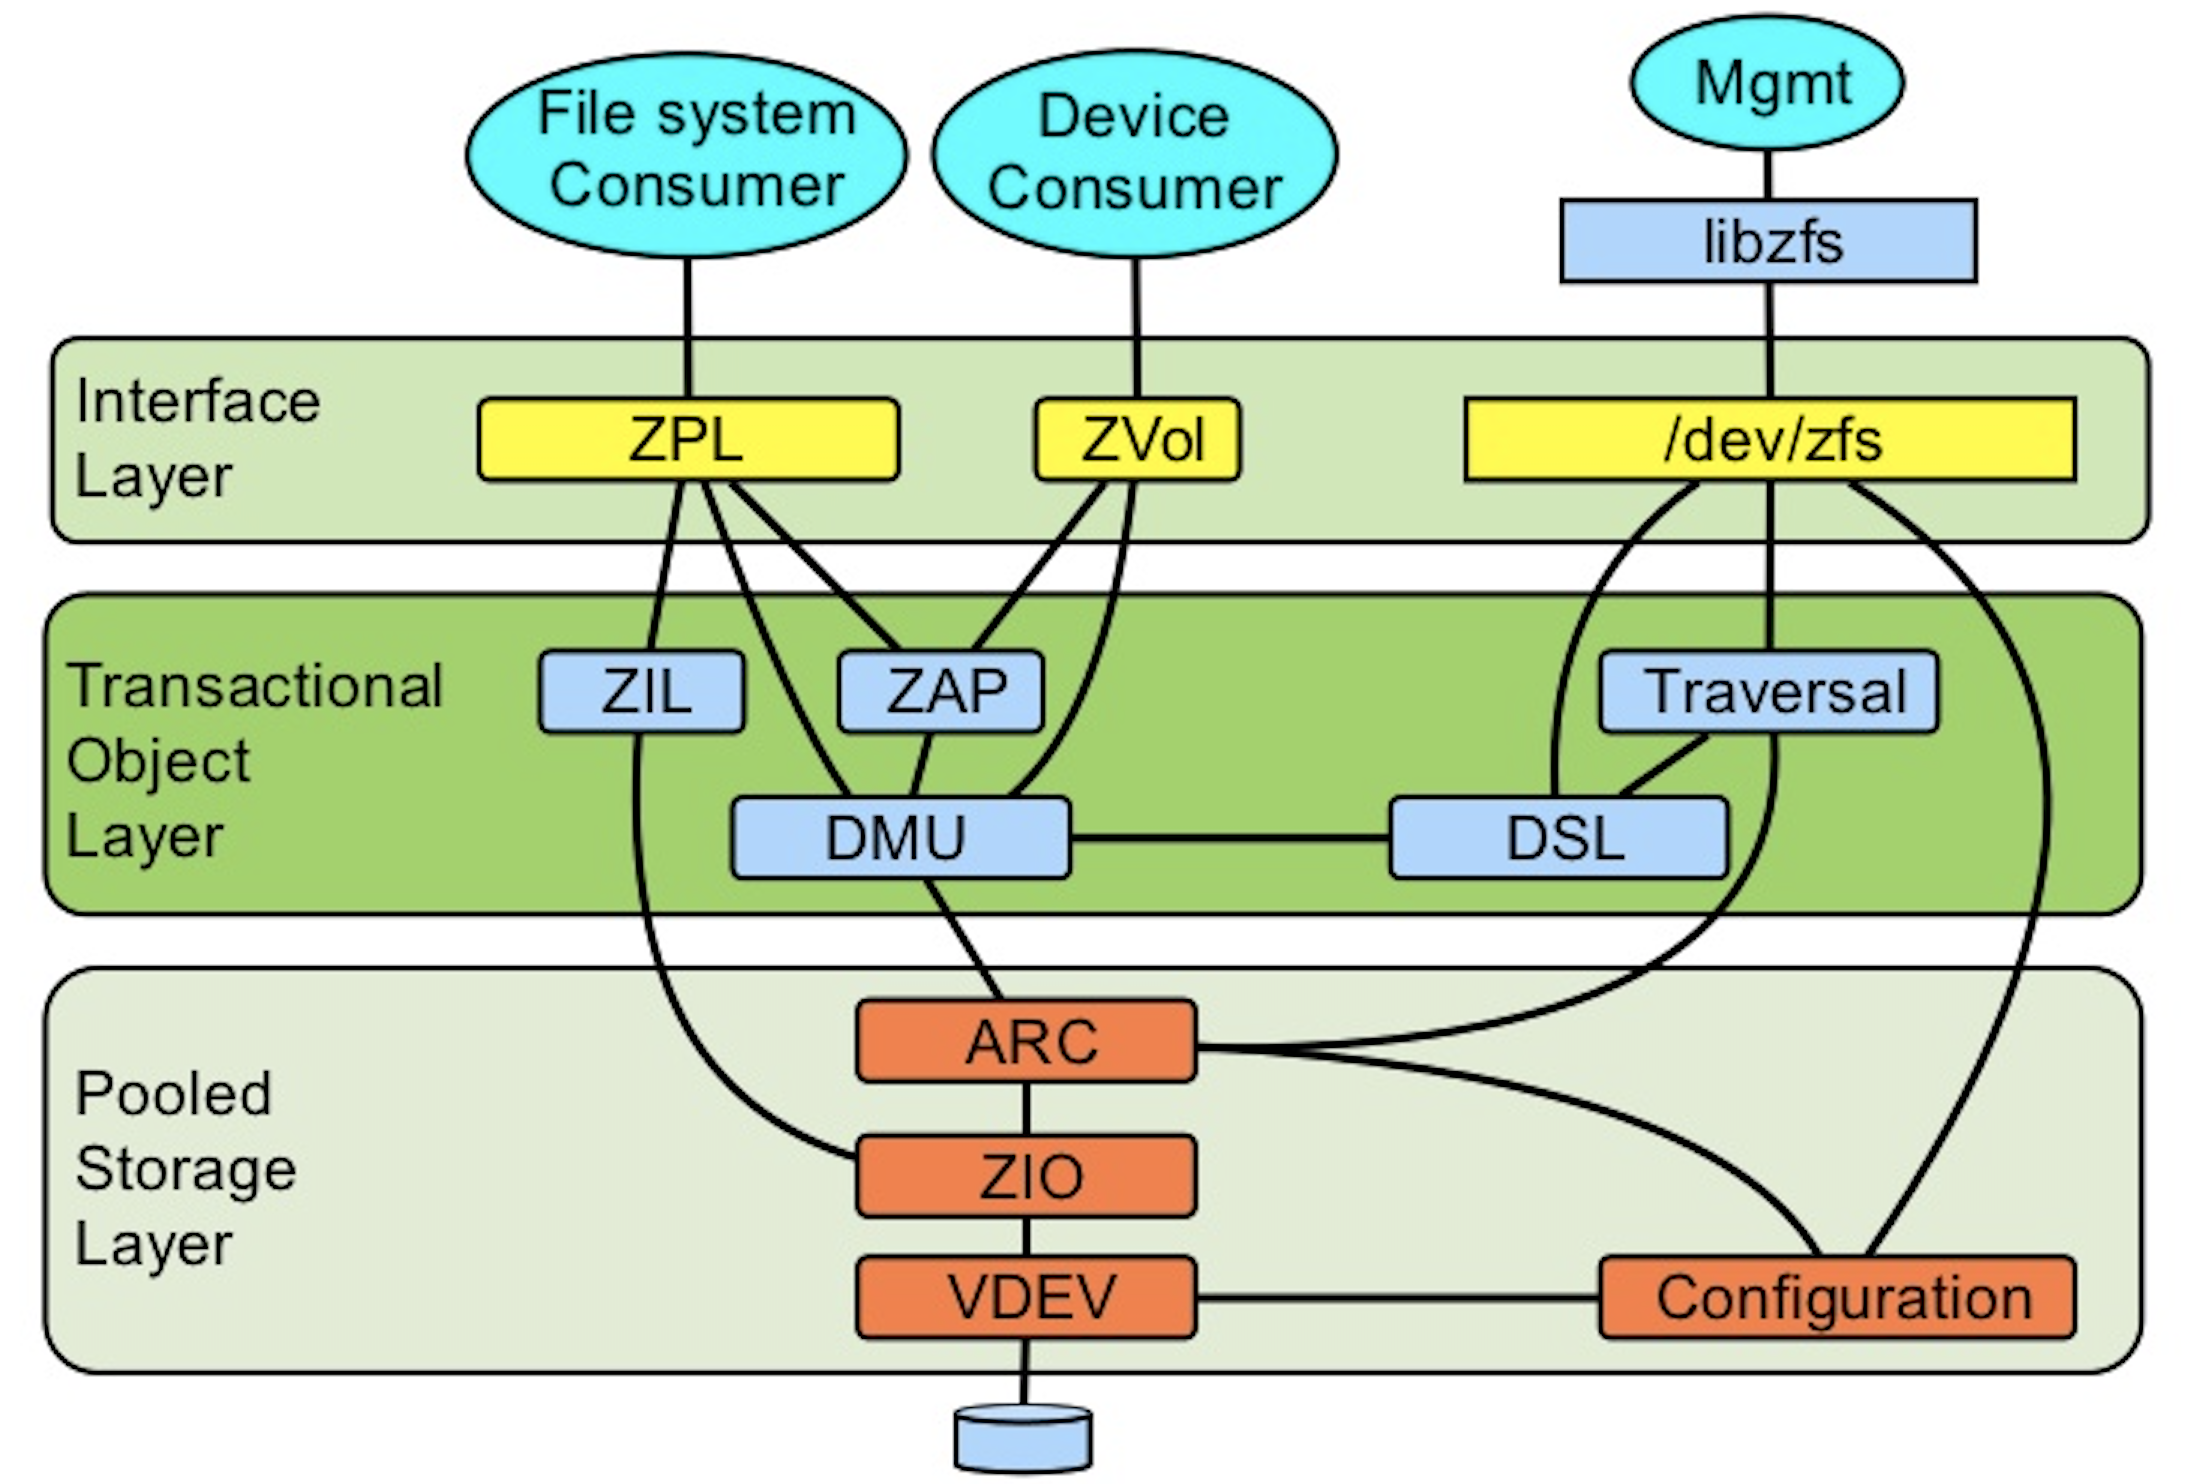 File system
Consumer
Device
Consumer
Mgmt
libzfs
Interface
Layer
ZPL
ZVol
/dev/zfs
Transactional
Object
Layer
ZIL
ZAP
Traversal
DMU
DSL
Pooled
Storage
Layer
ARC
ZIO
VDEV
Configuration